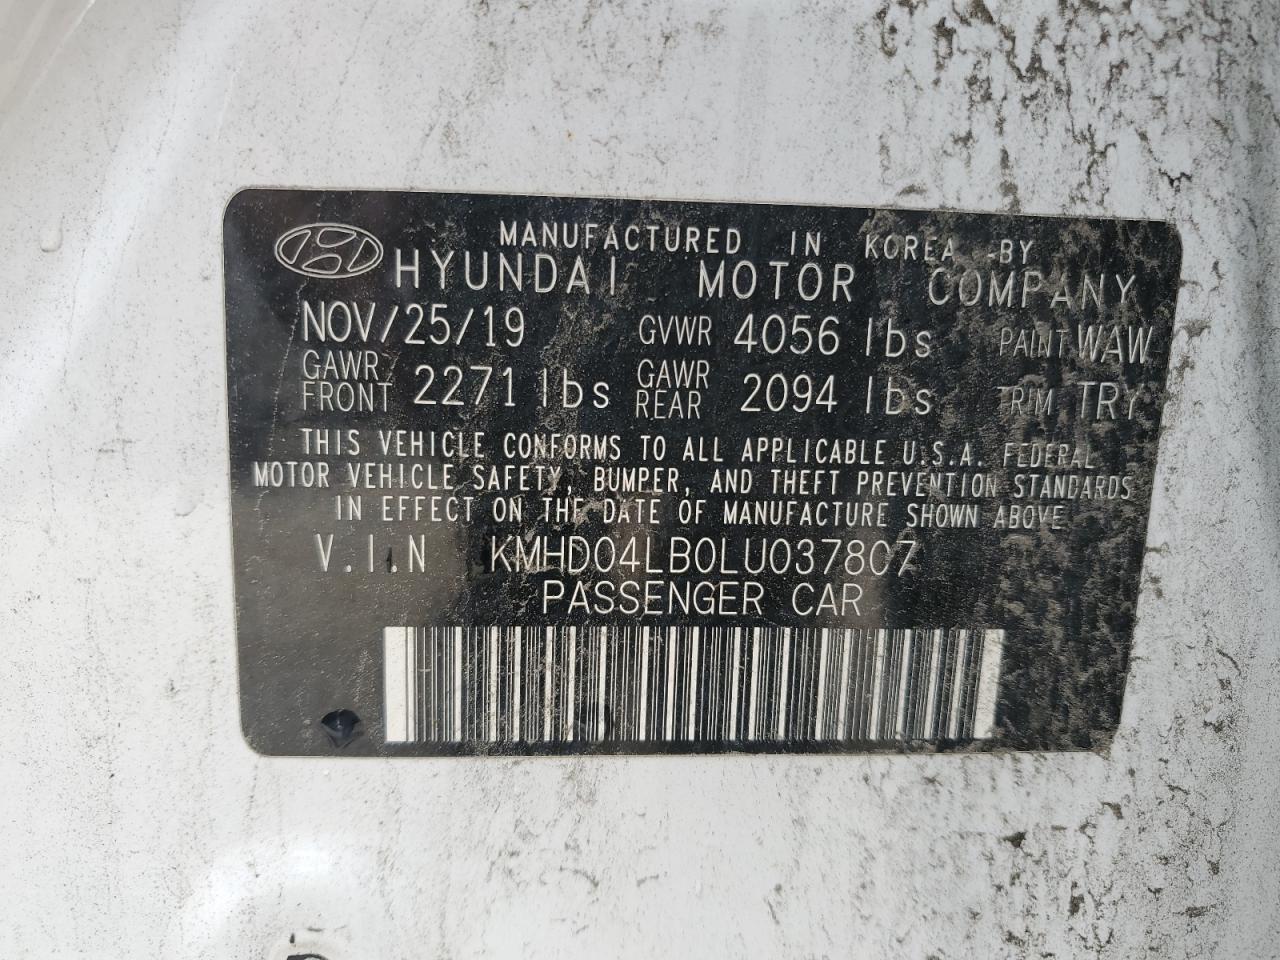 MANUFACTURED IN KOREA BY
HYUNDAI MOTOR COMPANY
NOV/25/19 GVWR 4056 lbs PAINT WAW
GAWR FRONT 2271 lbs GAWR REAR 2094 lbs TRIM TRY
THIS VEHICLE CONFORMS TO ALL APPLICABLE U.S.A. FEDERAL
MOTOR VEHICLE SAFETY, BUMPER, AND THEFT PREVENTION STANDARDS
IN EFFECT ON THE DATE OF MANUFACTURE SHOWN ABOVE
V.I.N KMHD04LB0LU037807
PASSENGER CAR